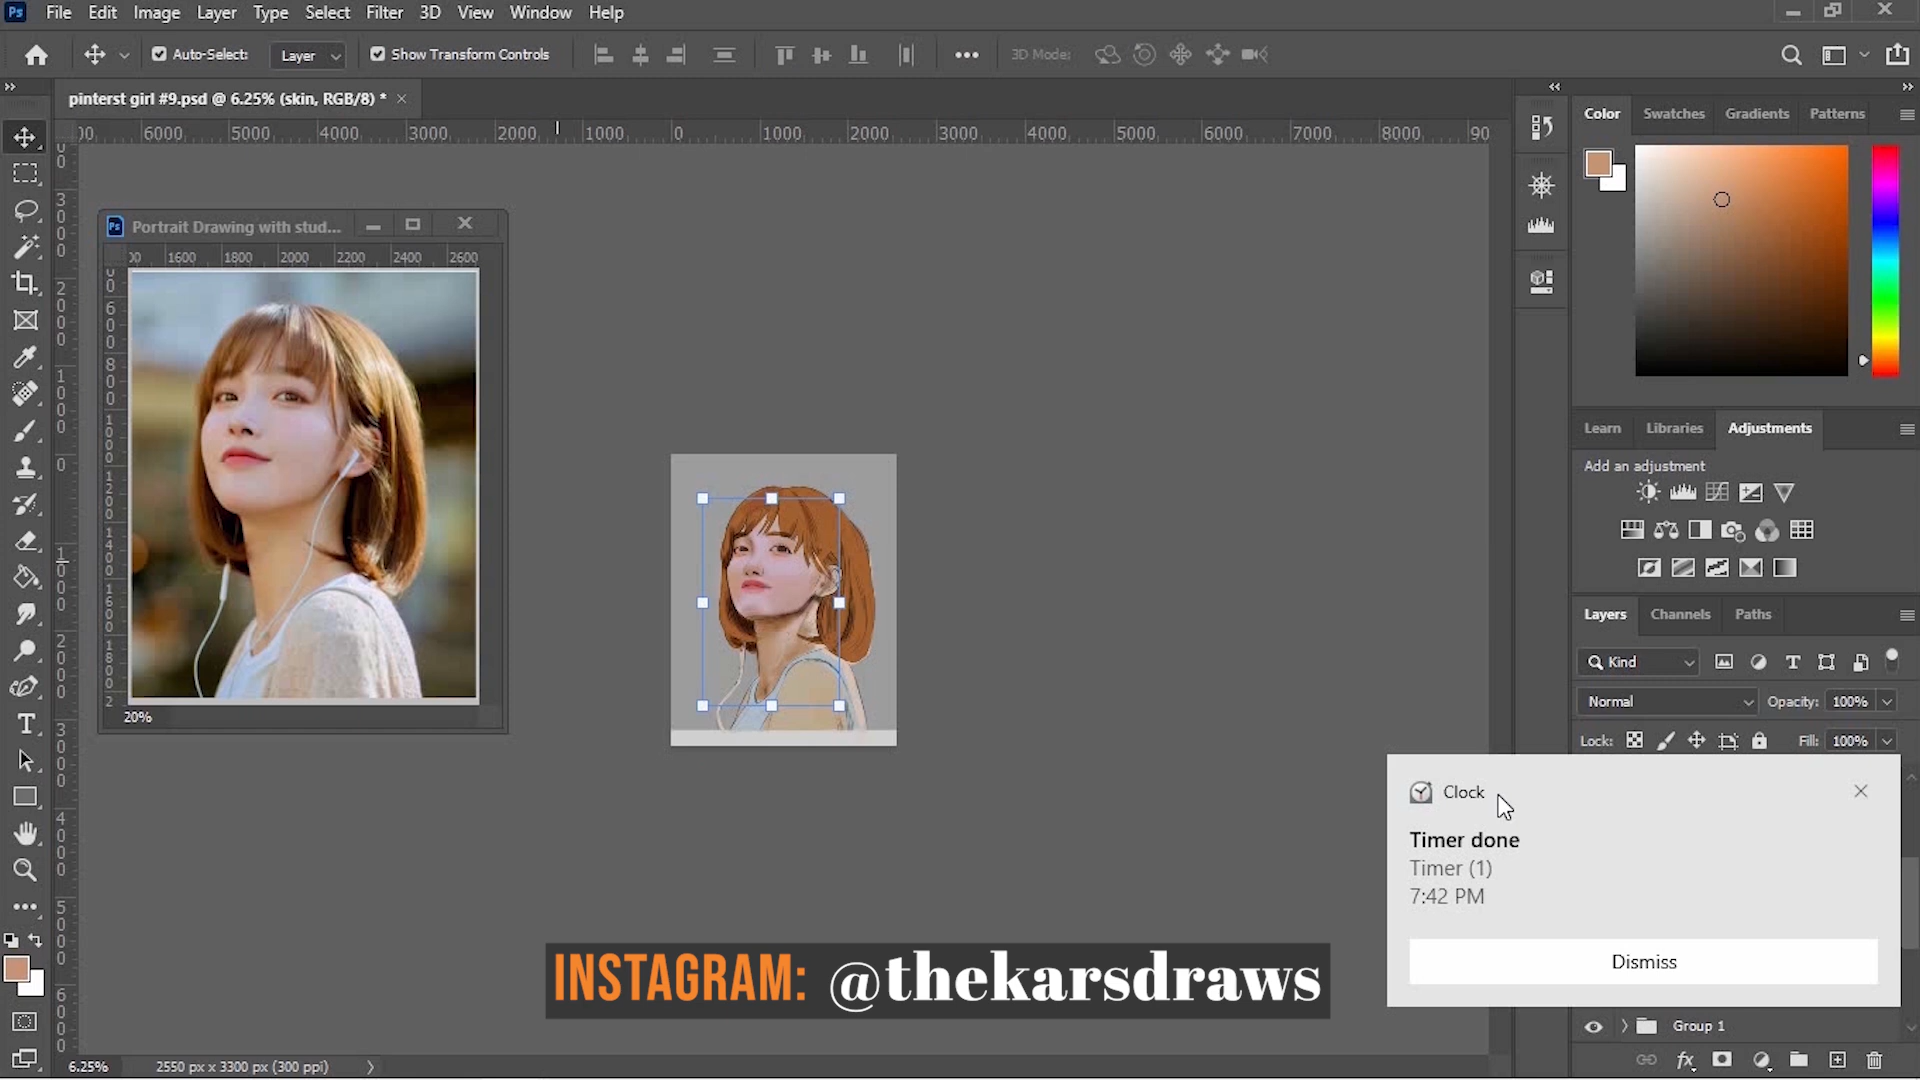 Ps File Edit Image Layer Type Select Filter 3D View Window Help
Auto-Select: Layer Show Transform Controls 3D Mode:
pinterst girl #9.psd @ 6.25% (skin, RGB/8) *
6000 5000 4000 3000 2000 1000 0 1000 2000 3000 4000 5000 6000 7000 8000 90
Color Swatches Gradients Patterns
Ps Portrait Drawing with stud...
1600 1800 2000 2200 2400 2600
20%
Learn Libraries Adjustments
Add an adjustment
Layers Channels Paths
Kind
Normal Opacity: 100%
Lock: Fill: 100%
Clock
Timer done
Timer (1)
7:42 PM
Dismiss
INSTAGRAM: @thekarsdraws
Group 1
6.25% 2550 px x 3300 px (300 ppi)